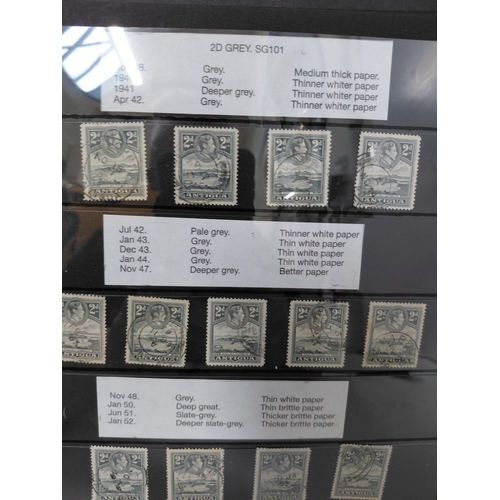 2D GREY. SG101
Grey. Medium thick paper.
Grey. Thinner whiter paper.
1941 Deeper grey. Thinner whiter paper.
Apr 42. Grey. Thinner whiter paper.
2d 2d 2d 2d
ANTIGUA ANTIGUA ANTIGUA ANTIGUA
Jul 42. Pale grey. Thinner white paper
Jan 43. Grey. Thin white paper
Dec 43. Grey. Thin white paper
Jan 44. Grey. Thin white paper
Nov 47. Deeper grey. Better paper
2d 2d 2d 2d 2d
ANTIGUA ANTIGUA ANTIGUA ANTIGUA ANTIGUA
Nov 48. Grey. Thin white paper
Jan 50. Deep great. Thin brittle paper
Jun 51. Slate-grey. Thicker brittle paper
Jan 52. Deeper slate-grey. Thicker brittle paper
2d 2d 2d 2d